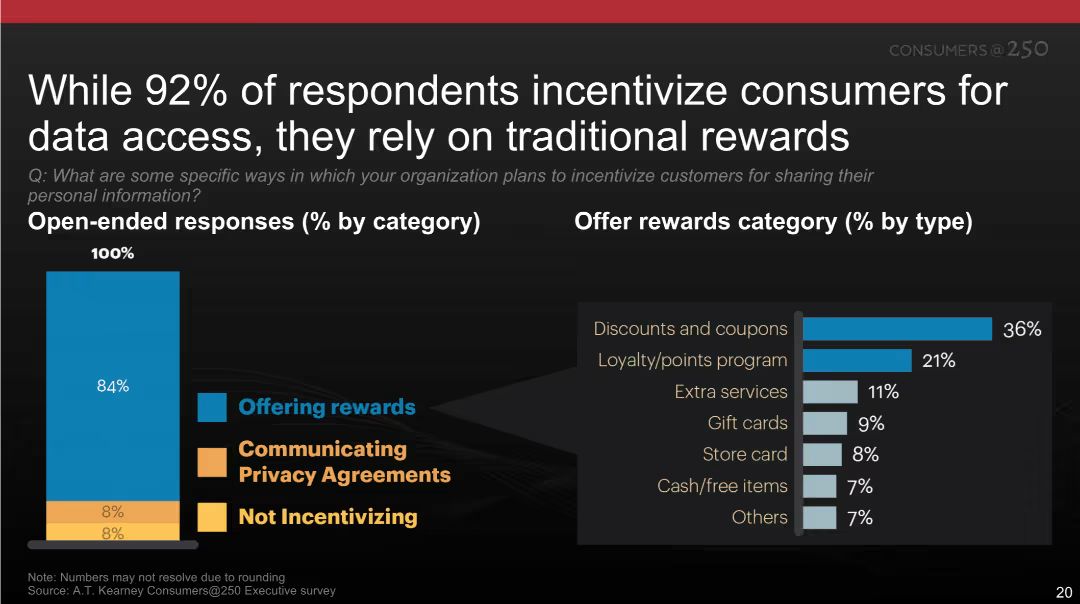 CONSUMERS@250
While 92% of respondents incentivize consumers for
data access, they rely on traditional rewards
Q: What are some specific ways in which your organization plans to incentivize customers for sharing their
personal information?
Open-ended responses (% by category)
100%
84%
8%
8%
Offering rewards
Communicating
Privacy Agreements
Not Incentivizing
Offer rewards category (% by type)
Discounts and coupons 36%
Loyalty/points program 21%
Extra services 11%
Gift cards 9%
Store card 8%
Cash/free items 7%
Others 7%
Note: Numbers may not resolve due to rounding
Source: A.T. Kearney Consumers@250 Executive survey
20